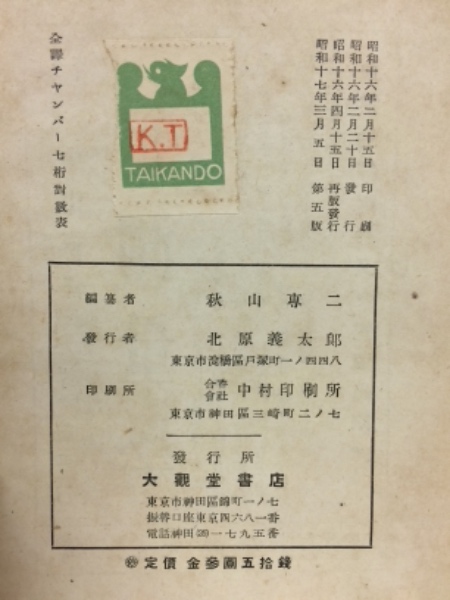 昭和十六年二月十五日 印刷
昭和十六年二月二十日 發行
昭和十六年四月十五日 再版發行
昭和十七年三月五日 第五版
K.T
TAIKANDO
全譯チャンバー七桁對數表
編纂者 秋山専二
發行者 北原義太郎
東京市淀橋區戸塚町一ノ四四八
印刷所 合資會社 中村印刷所
東京市神田區三崎町二ノ七
發行所
大觀堂書店
東京市神田區錦町一ノ七
振替口座東京四六八一番
電話神田(25)一七九五番
定價 金參圓五拾錢